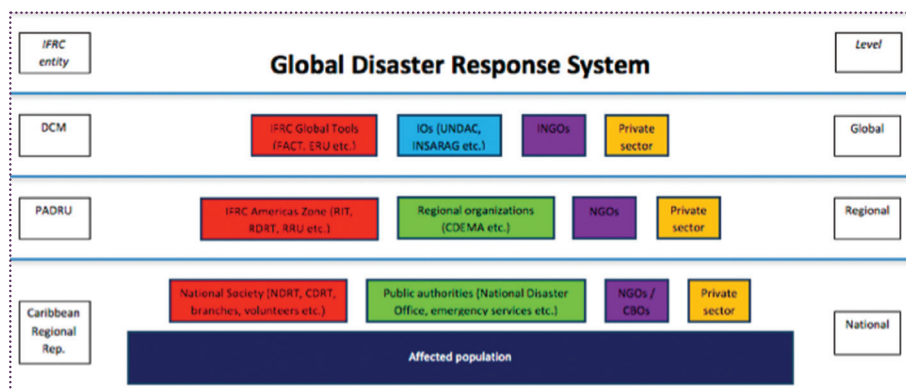 IFRC
entity
Global Disaster Response System
Level
DCM
IFRC Global Tools
(FACT, ERU etc.)
IOs (UNDAC,
INSARAG etc.)
INGOs
Private
sector
Global
PADRU
IFRC Americas Zone (RIT,
RDRT, RRU etc.)
Regional organizations
(CDEMA etc.)
NGOs
Private
sector
Regional
Caribbean
Regional
Rep.
National Society (NDRT, CDRT,
branches, volunteers etc.)
Public authorities (National Disaster
Office, emergency services etc.)
NGOs /
CBOs
Private
sector
National
Affected population